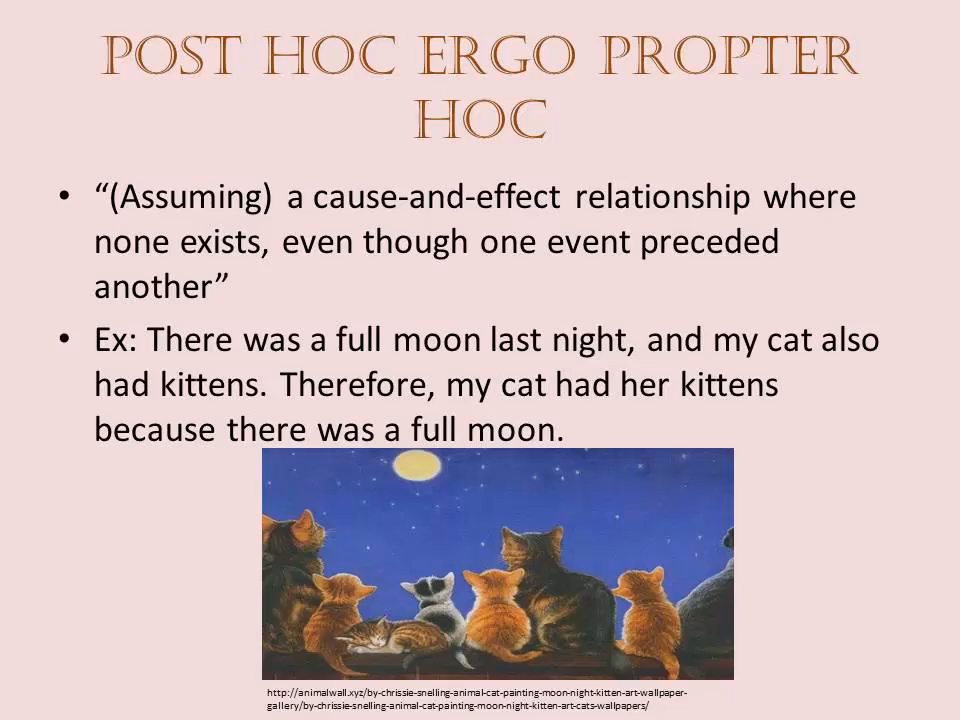 POST HOC ERGO PROPTER
HOC
• “(Assuming) a cause-and-effect relationship where
none exists, even though one event preceded
another”
• Ex: There was a full moon last night, and my cat also
had kittens. Therefore, my cat had her kittens
because there was a full moon.
http://animalwall.xyz/by-chrissie-snelling-animal-cat-painting-moon-night-kitten-art-wallpaper-
gallery/by-chrissie-snelling-animal-cat-painting-moon-night-kitten-art-cats-wallpapers/